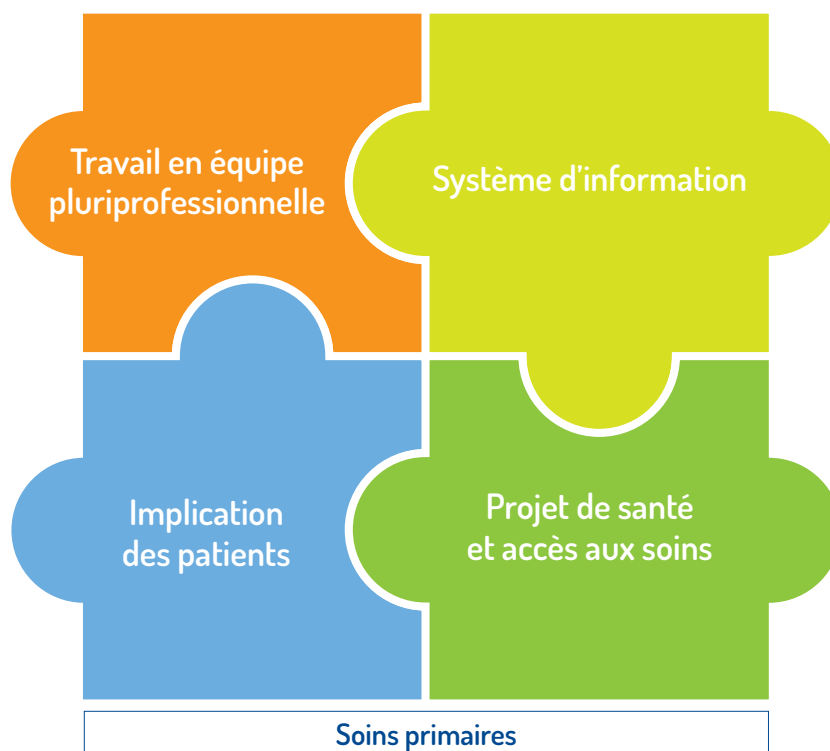 Travail en équipe
pluriprofessionnelle
Système d’information
Implication
des patients
Projet de santé
et accès aux soins
Soins primaires